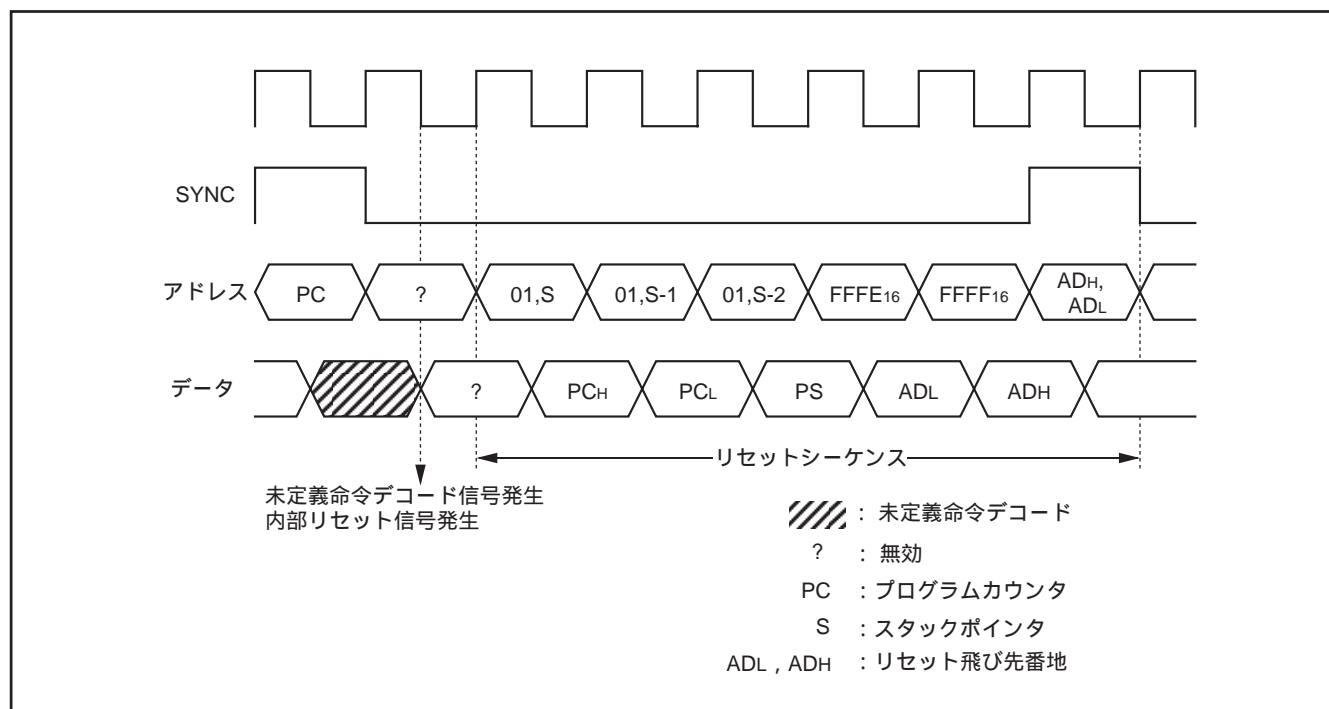 SYNC
アドレス PC ? 01,S 01,S-1 01,S-2 FFFE16 FFFF16 ADH, ADL
データ ? PCH PCL PS ADL ADH
リセットシーケンス
未定義命令デコード信号発生
内部リセット信号発生
: 未定義命令デコード
? : 無効
PC : プログラムカウンタ
S : スタックポインタ
ADL , ADH : リセット飛び先番地